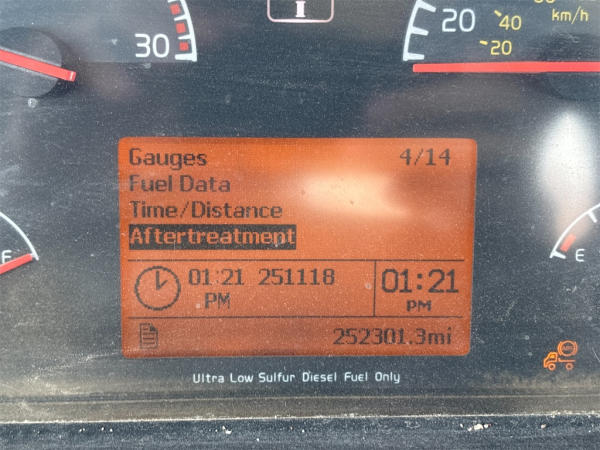 30
20
40
km/h
20
Gauges 4/14
Fuel Data
Time/Distance
Aftertreatment
01:21 251118 01:21
PM PM
252301.3mi
E
E
Ultra Low Sulfur Diesel Fuel Only